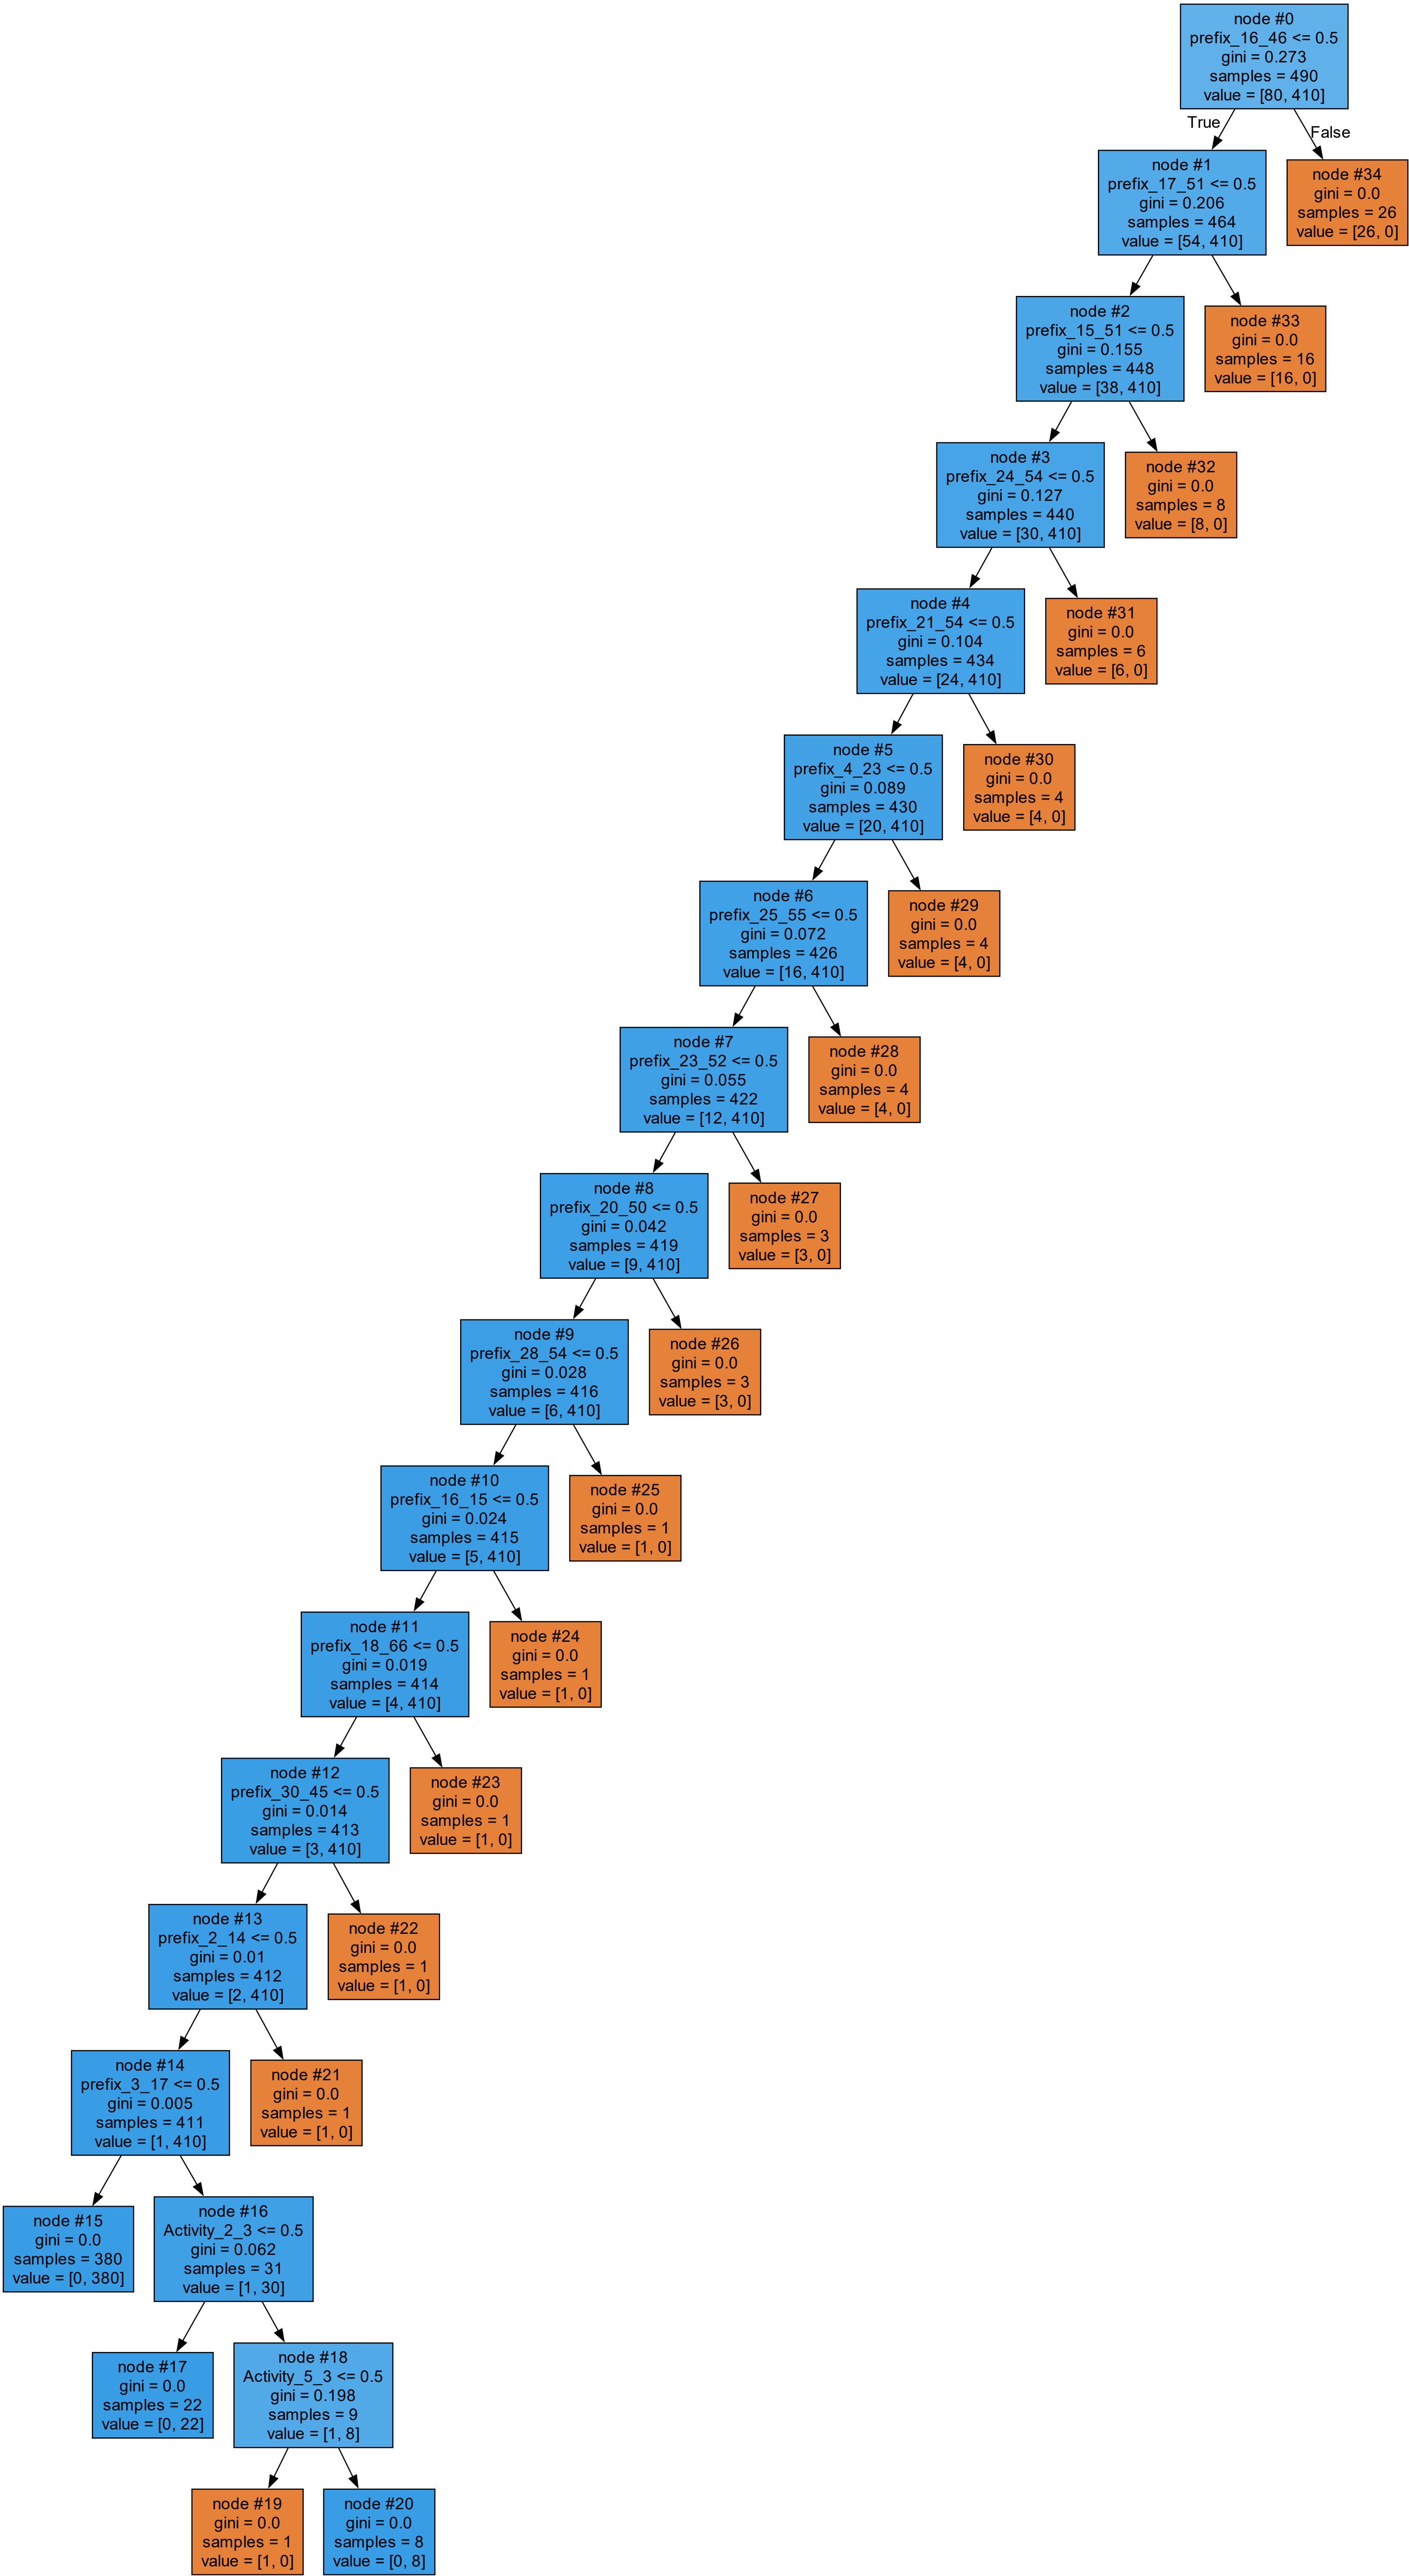 node #0
prefix_16_46 <= 0.5
gini = 0.273
samples = 490
value = [80, 410]
True
False
node #1
prefix_17_51 <= 0.5
gini = 0.206
samples = 464
value = [54, 410]
node #34
gini = 0.0
samples = 26
value = [26, 0]
node #2
prefix_15_51 <= 0.5
gini = 0.155
samples = 448
value = [38, 410]
node #33
gini = 0.0
samples = 16
value = [16, 0]
node #3
prefix_24_54 <= 0.5
gini = 0.127
samples = 440
value = [30, 410]
node #32
gini = 0.0
samples = 8
value = [8, 0]
node #4
prefix_21_54 <= 0.5
gini = 0.104
samples = 434
value = [24, 410]
node #31
gini = 0.0
samples = 6
value = [6, 0]
node #5
prefix_4_23 <= 0.5
gini = 0.089
samples = 430
value = [20, 410]
node #30
gini = 0.0
samples = 4
value = [4, 0]
node #6
prefix_25_55 <= 0.5
gini = 0.072
samples = 426
value = [16, 410]
node #29
gini = 0.0
samples = 4
value = [4, 0]
node #7
prefix_23_52 <= 0.5
gini = 0.055
samples = 422
value = [12, 410]
node #28
gini = 0.0
samples = 4
value = [4, 0]
node #8
prefix_20_50 <= 0.5
gini = 0.042
samples = 419
value = [9, 410]
node #27
gini = 0.0
samples = 3
value = [3, 0]
node #9
prefix_28_54 <= 0.5
gini = 0.028
samples = 416
value = [6, 410]
node #26
gini = 0.0
samples = 3
value = [3, 0]
node #10
prefix_16_15 <= 0.5
gini = 0.024
samples = 415
value = [5, 410]
node #25
gini = 0.0
samples = 1
value = [1, 0]
node #11
prefix_18_66 <= 0.5
gini = 0.019
samples = 414
value = [4, 410]
node #24
gini = 0.0
samples = 1
value = [1, 0]
node #12
prefix_30_45 <= 0.5
gini = 0.014
samples = 413
value = [3, 410]
node #23
gini = 0.0
samples = 1
value = [1, 0]
node #13
prefix_2_14 <= 0.5
gini = 0.01
samples = 412
value = [2, 410]
node #22
gini = 0.0
samples = 1
value = [1, 0]
node #14
prefix_3_17 <= 0.5
gini = 0.005
samples = 411
value = [1, 410]
node #21
gini = 0.0
samples = 1
value = [1, 0]
node #15
gini = 0.0
samples = 380
value = [0, 380]
node #16
Activity_2_3 <= 0.5
gini = 0.062
samples = 31
value = [1, 30]
node #17
gini = 0.0
samples = 22
value = [0, 22]
node #18
Activity_5_3 <= 0.5
gini = 0.198
samples = 9
value = [1, 8]
node #19
gini = 0.0
samples = 1
value = [1, 0]
node #20
gini = 0.0
samples = 8
value = [0, 8]